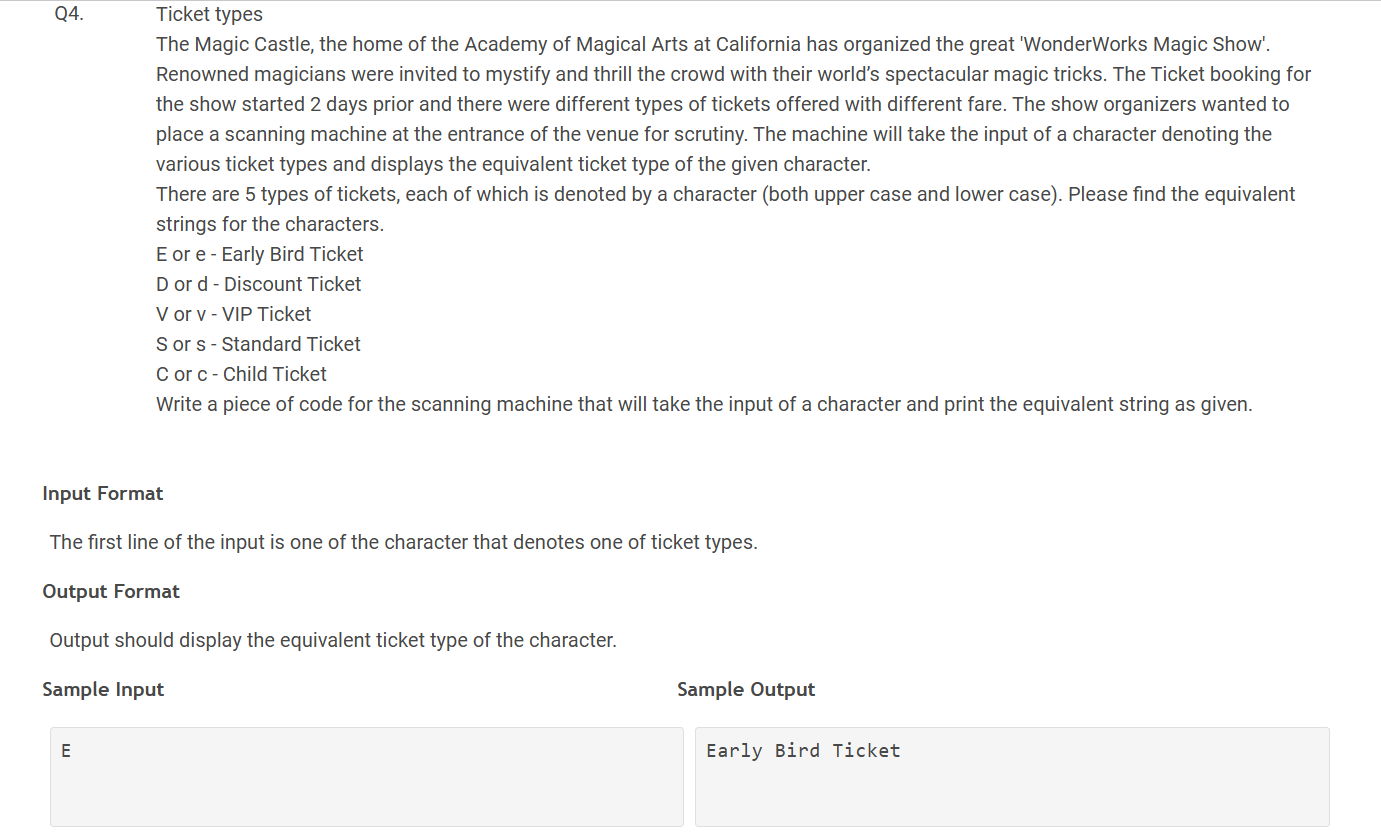 Q4. Ticket types
The Magic Castle, the home of the Academy of Magical Arts at California has organized the great 'WonderWorks Magic Show'.
Renowned magicians were invited to mystify and thrill the crowd with their world’s spectacular magic tricks. The Ticket booking for
the show started 2 days prior and there were different types of tickets offered with different fare. The show organizers wanted to
place a scanning machine at the entrance of the venue for scrutiny. The machine will take the input of a character denoting the
various ticket types and displays the equivalent ticket type of the given character.
There are 5 types of tickets, each of which is denoted by a character (both upper case and lower case). Please find the equivalent
strings for the characters.
E or e - Early Bird Ticket
D or d - Discount Ticket
V or v - VIP Ticket
S or s - Standard Ticket
C or c - Child Ticket
Write a piece of code for the scanning machine that will take the input of a character and print the equivalent string as given.
Input Format
The first line of the input is one of the character that denotes one of ticket types.
Output Format
Output should display the equivalent ticket type of the character.
Sample Input Sample Output
E Early Bird Ticket